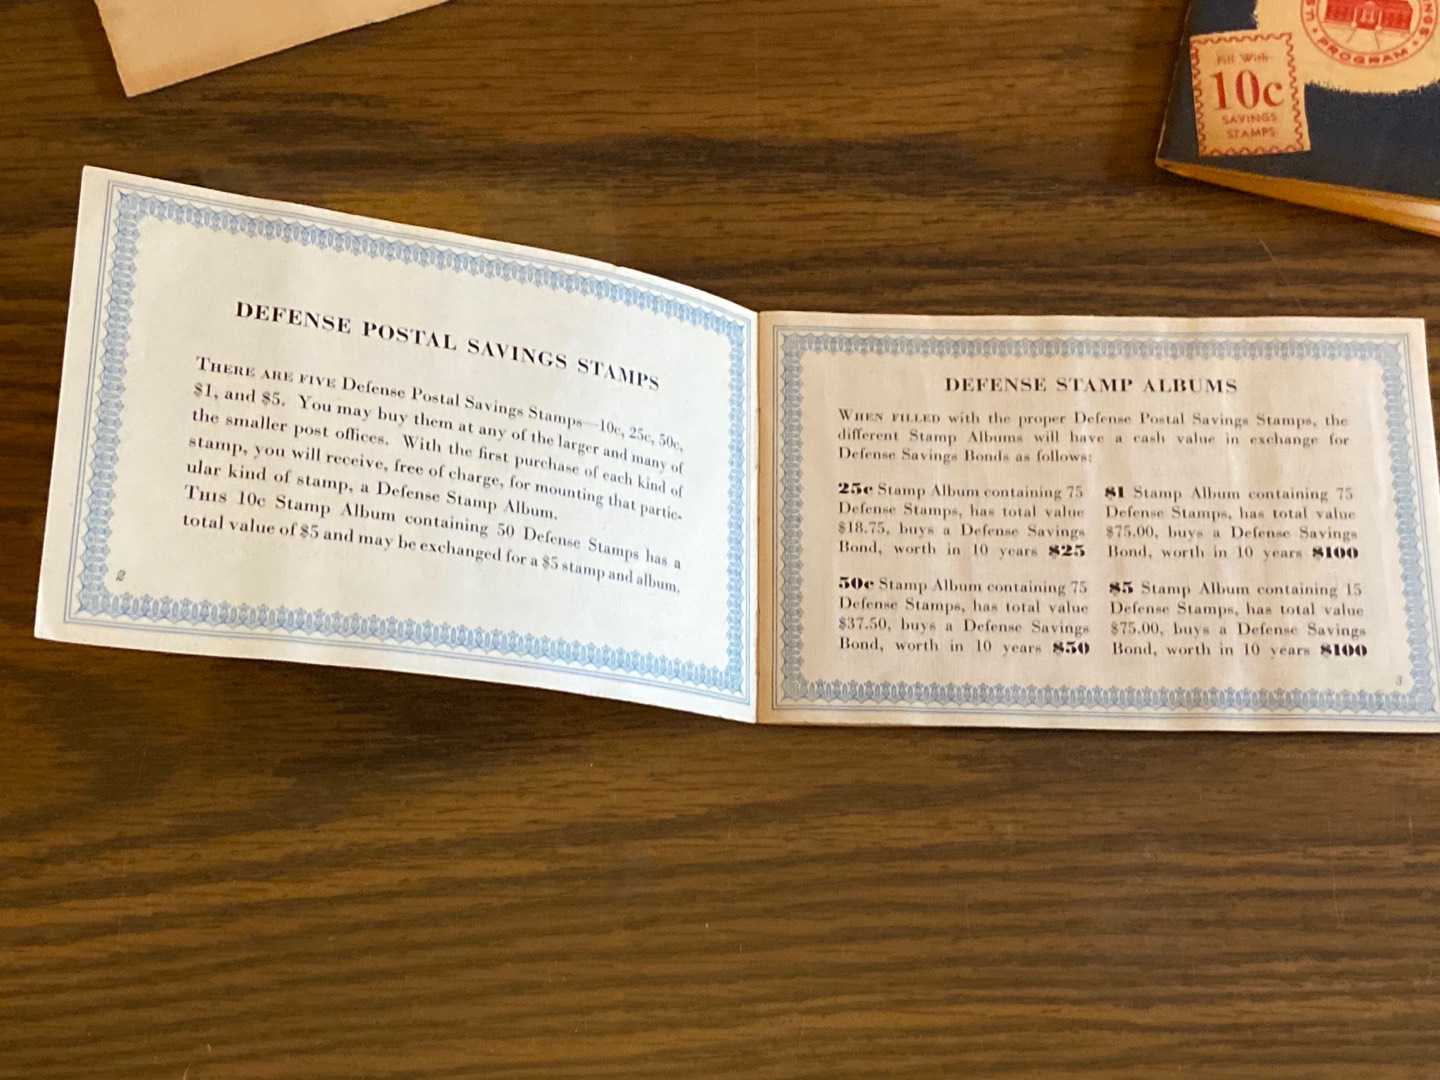 DEFENSE POSTAL SAVINGS STAMPS
THERE ARE FIVE Defense Postal Savings Stamps—10c, 25c, 50c,
$1, and $5. You may buy them at any of the larger and many of
the smaller post offices. With the first purchase of each kind of
stamp, you will receive, free of charge, for mounting that partic-
ular kind of stamp, a Defense Stamp Album.
THIS 10c Stamp Album containing 50 Defense Stamps has a
total value of $5 and may be exchanged for a $5 stamp and album.
2
DEFENSE STAMP ALBUMS
WHEN FILLED with the proper Defense Postal Savings Stamps, the
different Stamp Albums will have a cash value in exchange for
Defense Savings Bonds as follows:
25c Stamp Album containing 75
Defense Stamps, has total value
$18.75, buys a Defense Savings
Bond, worth in 10 years $25
50c Stamp Album containing 75
Defense Stamps, has total value
$37.50, buys a Defense Savings
Bond, worth in 10 years $50
$1 Stamp Album containing 75
Defense Stamps, has total value
$75.00, buys a Defense Savings
Bond, worth in 10 years $100
$5 Stamp Album containing 15
Defense Stamps, has total value
$75.00, buys a Defense Savings
Bond, worth in 10 years $100
3
U.S.
PROGRAM
Fill With
10c
SAVINGS
STAMPS